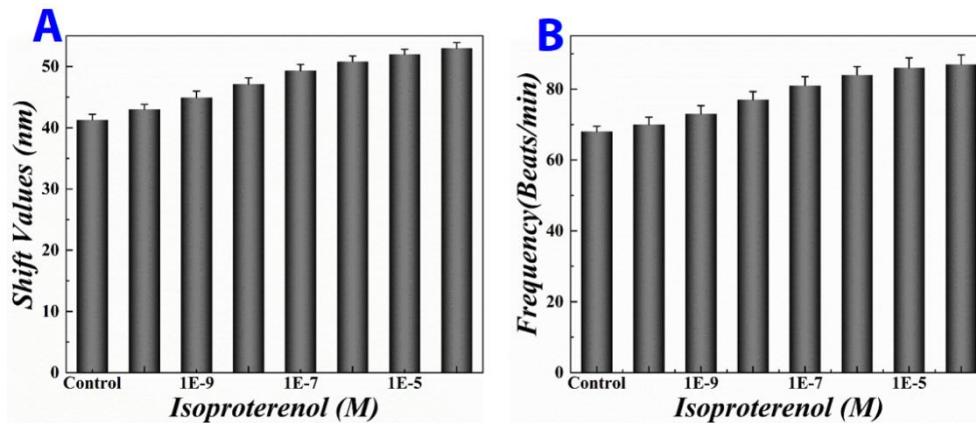 A
Shift Values (nm)
50
40
30
20
10
0
Control 1E-9 1E-7 1E-5
Isoproterenol (M)
B
Frequency(Beats/min)
80
60
40
20
0
Control 1E-9 1E-7 1E-5
Isoproterenol (M)